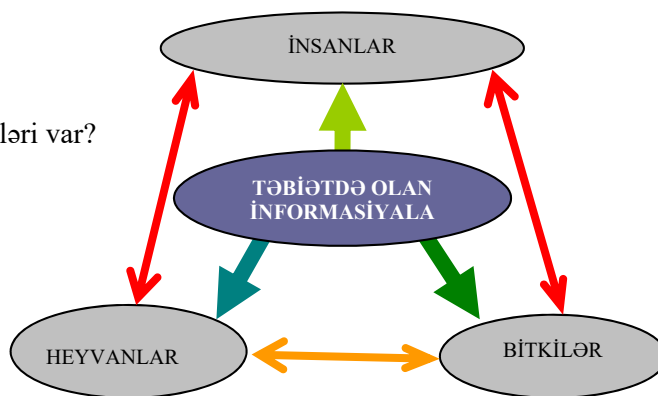 İNSANLAR
ləri var?
TƏBİƏTDƏ OLAN
İNFORMASİYALA
HEYVANLAR
BİTKİLƏR